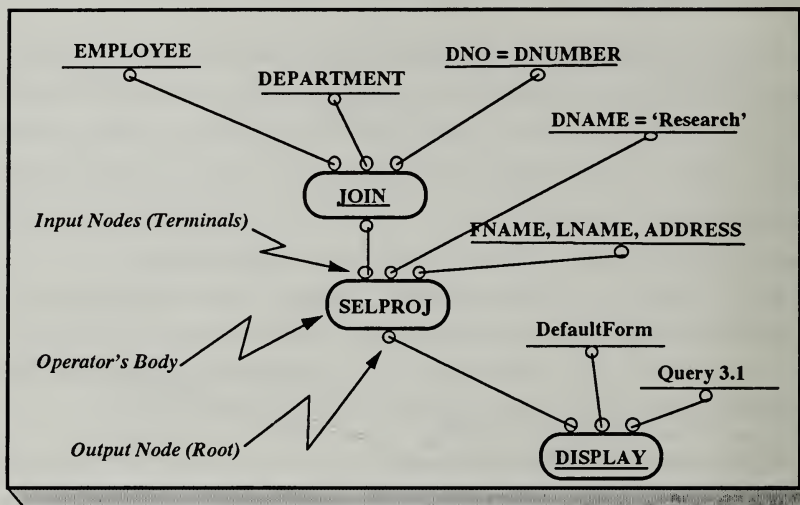 EMPLOYEE
DEPARTMENT
DNO = DNUMBER
DNAME = 'Research'
JOIN
Input Nodes (Terminals)
FNAME, LNAME, ADDRESS
SELPROJ
DefaultForm
Operator's Body
Query 3.1
Output Node (Root)
DISPLAY